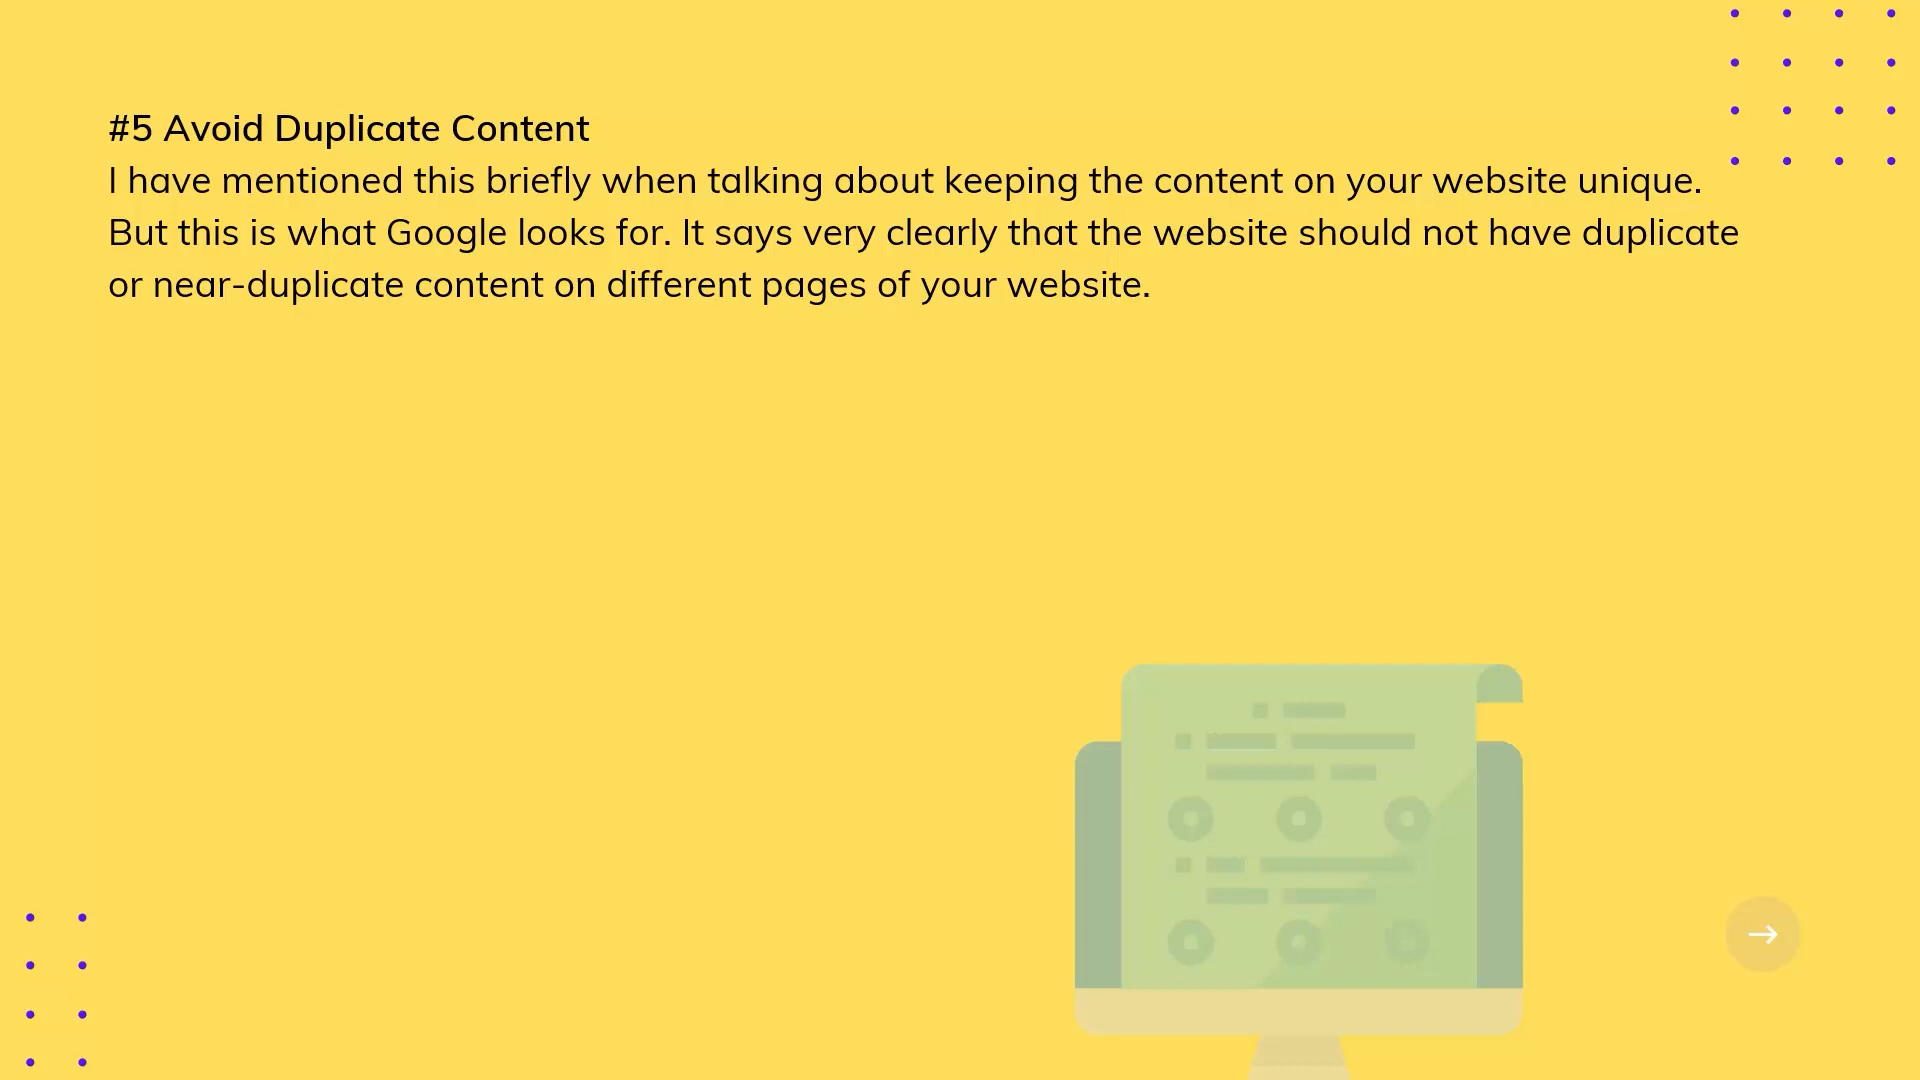 #5 Avoid Duplicate Content
I have mentioned this briefly when talking about keeping the content on your website unique.
But this is what Google looks for. It says very clearly that the website should not have duplicate
or near-duplicate content on different pages of your website.